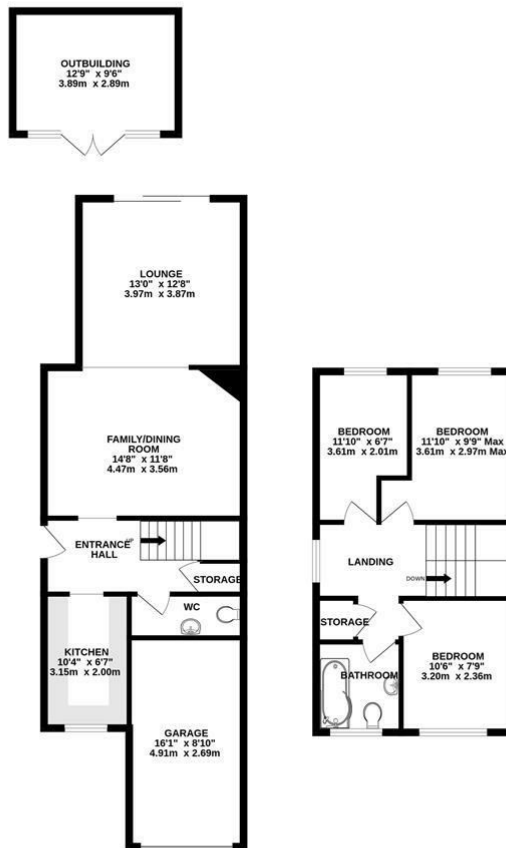 OUTBUILDING
12'9" x 9'6"
3.89m x 2.89m
LOUNGE
13'0" x 12'8"
3.97m x 3.87m
FAMILY/DINING
ROOM
14'8" x 11'8"
4.47m x 3.56m
ENTRANCE
HALL
UP
STORAGE
WC
KITCHEN
10'4" x 6'7"
3.15m x 2.00m
GARAGE
16'1" x 8'10"
4.91m x 2.69m
BEDROOM
11'10" x 6'7"
3.61m x 2.01m
BEDROOM
11'10" x 9'9" Max
3.61m x 2.97m Max
LANDING
DOWN
STORAGE
BEDROOM
10'6" x 7'9"
3.20m x 2.36m
BATHROOM